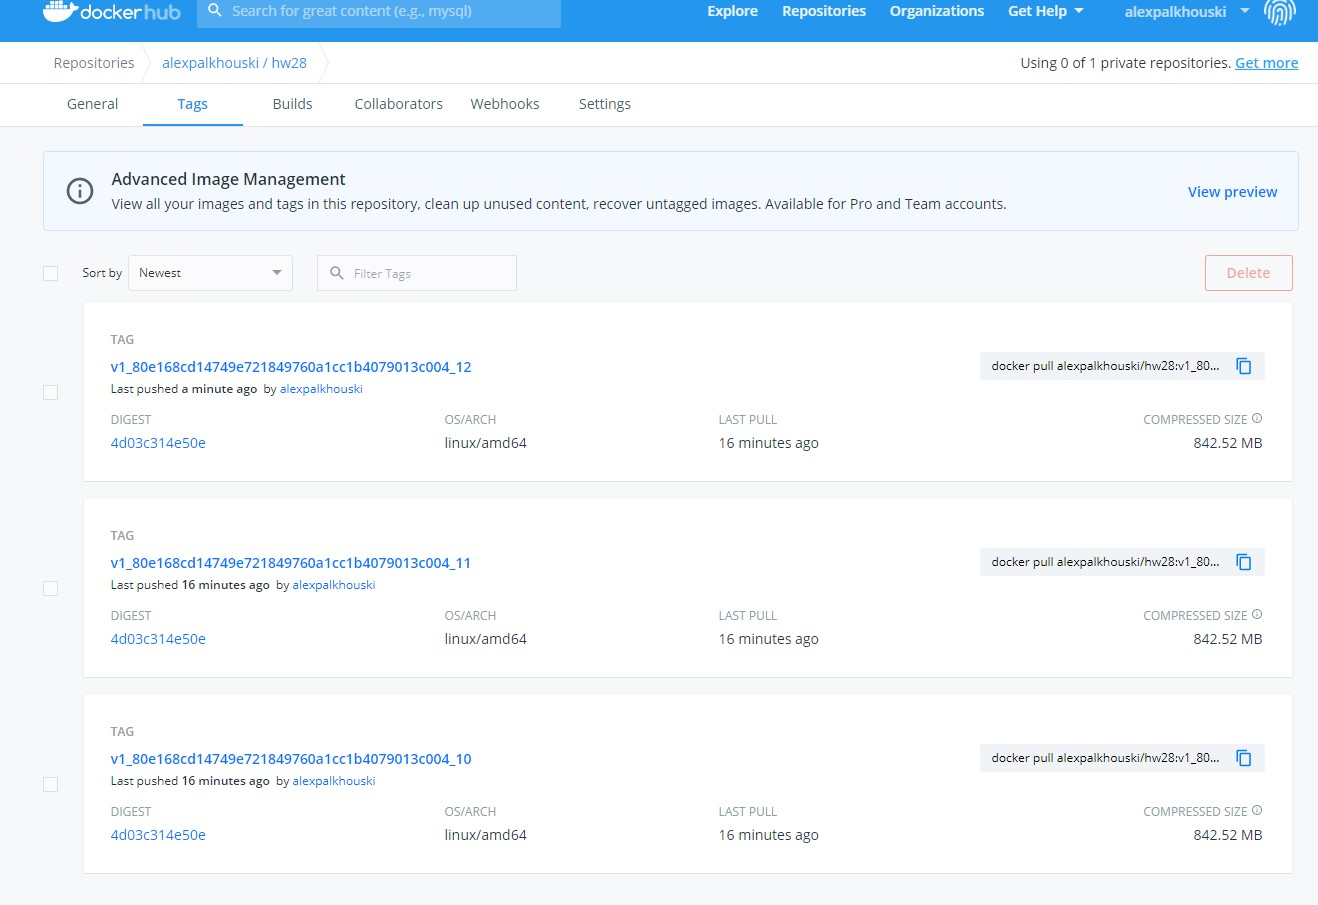 docker hub
Search for great content (e.g., mysql)
Explore Repositories Organizations Get Help alexpalkhouski
Repositories alexpalkhouski / hw28 Using 0 of 1 private repositories. Get more
General Tags Builds Collaborators Webhooks Settings
Advanced Image Management
View all your images and tags in this repository, clean up unused content, recover untagged images. Available for Pro and Team accounts.
View preview
Sort by Newest Filter Tags Delete
TAG
v1_80e168cd14749e721849760a1cc1b4079013c004_12
docker pull alexpalkhouski/hw28:v1_80...
Last pushed a minute ago by alexpalkhouski
DIGEST OS/ARCH LAST PULL COMPRESSED SIZE
4d03c314e50e linux/amd64 16 minutes ago 842.52 MB
TAG
v1_80e168cd14749e721849760a1cc1b4079013c004_11
docker pull alexpalkhouski/hw28:v1_80...
Last pushed 16 minutes ago by alexpalkhouski
DIGEST OS/ARCH LAST PULL COMPRESSED SIZE
4d03c314e50e linux/amd64 16 minutes ago 842.52 MB
TAG
v1_80e168cd14749e721849760a1cc1b4079013c004_10
docker pull alexpalkhouski/hw28:v1_80...
Last pushed 16 minutes ago by alexpalkhouski
DIGEST OS/ARCH LAST PULL COMPRESSED SIZE
4d03c314e50e linux/amd64 16 minutes ago 842.52 MB